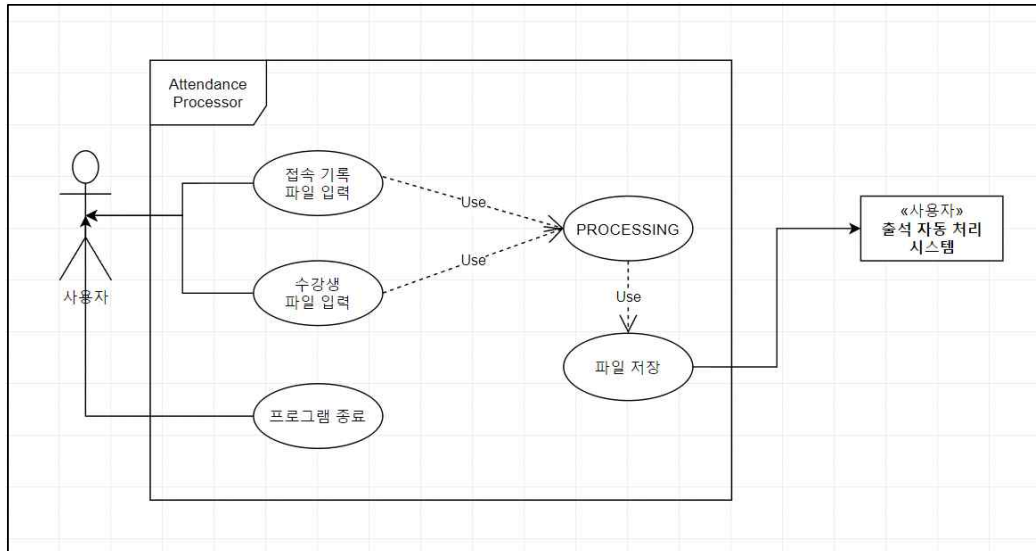 Attendance
Processor
접속 기록
파일 입력
Use
PROCESSING
«사용자»
출석 자동 처리
시스템
사용자
수강생
파일 입력
Use
Use
파일 저장
프로그램 종료